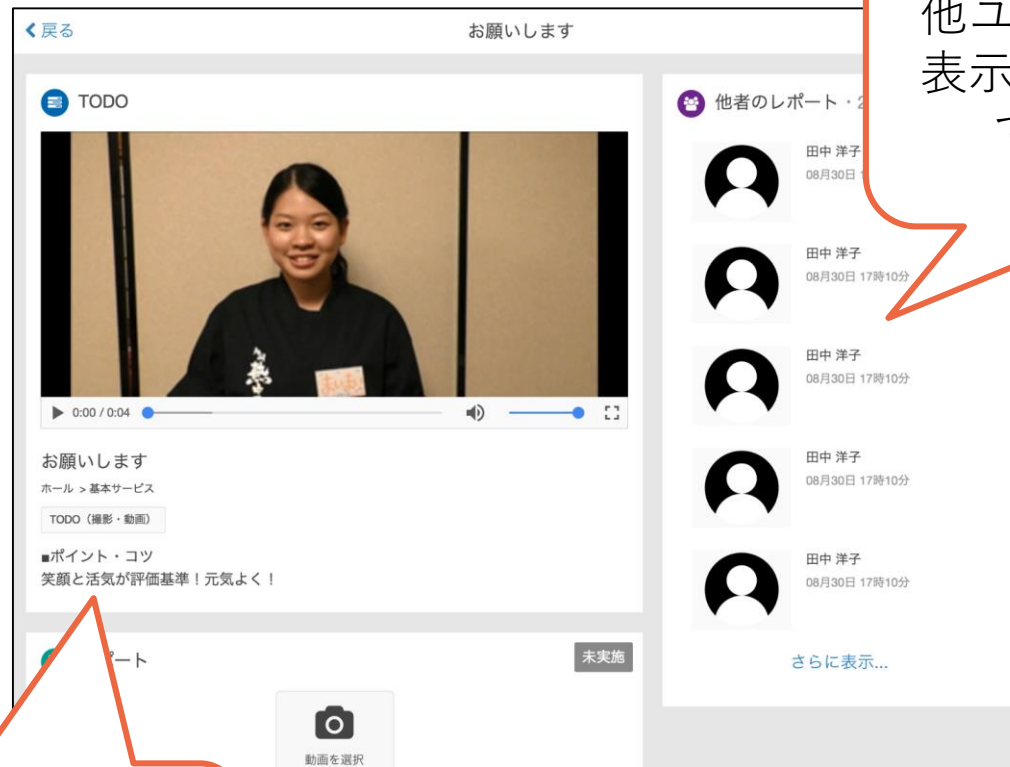 戻る
お願いします
TODO
まいまい
0:00 / 0:04
お願いします
ホール > 基本サービス
TODO（撮影・動画）
■ポイント・コツ
笑顔と活気が評価基準！元気よく！
ポート
未実施
動画を選択
他者のレポート・2
田中 洋子
08月30日 1
田中 洋子
08月30日 17時10分
田中 洋子
08月30日 17時10分
田中 洋子
08月30日 17時10分
田中 洋子
08月30日 17時10分
さらに表示...
他ユ
表示